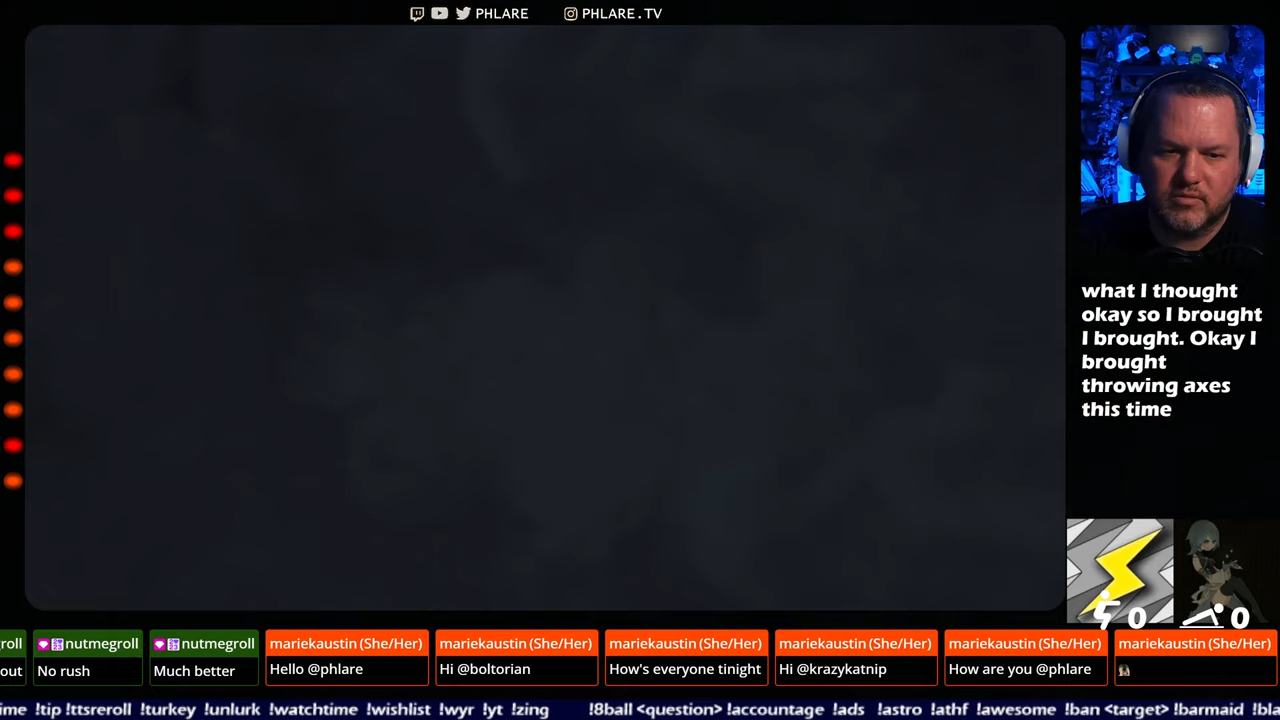 PHLARE
PHLARE.TV
what I thought
okay so I brought
I brought. Okay I
brought
throwing axes
this time
0
0
roll
nutmegroll
nutmegroll
mariekaustin (She/Her)
mariekaustin (She/Her)
mariekaustin (She/Her)
mariekaustin (She/Her)
mariekaustin (She/Her)
mariekaustin (She/Her)
out
No rush
Much better
Hello @phlare
Hi @boltorian
How's everyone tinight
Hi @krazykatnip
How are you @phlare
ime !tip !ttsreroll !turkey !unlurk !watchtime !wishlist !wyr !yt !zing
!8ball <question> !accountage !ads !astro !athf !awesome !ban <target> !barmaid !bla